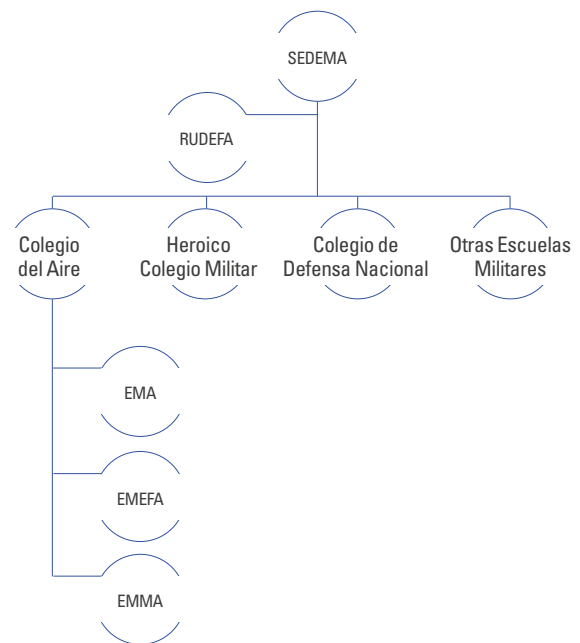 SEDEMA
RUDEFA
Colegio
del Aire
Heroico
Colegio Militar
Colegio de
Defensa Nacional
Otras Escuelas
Militares
EMA
EMEFA
EMMA